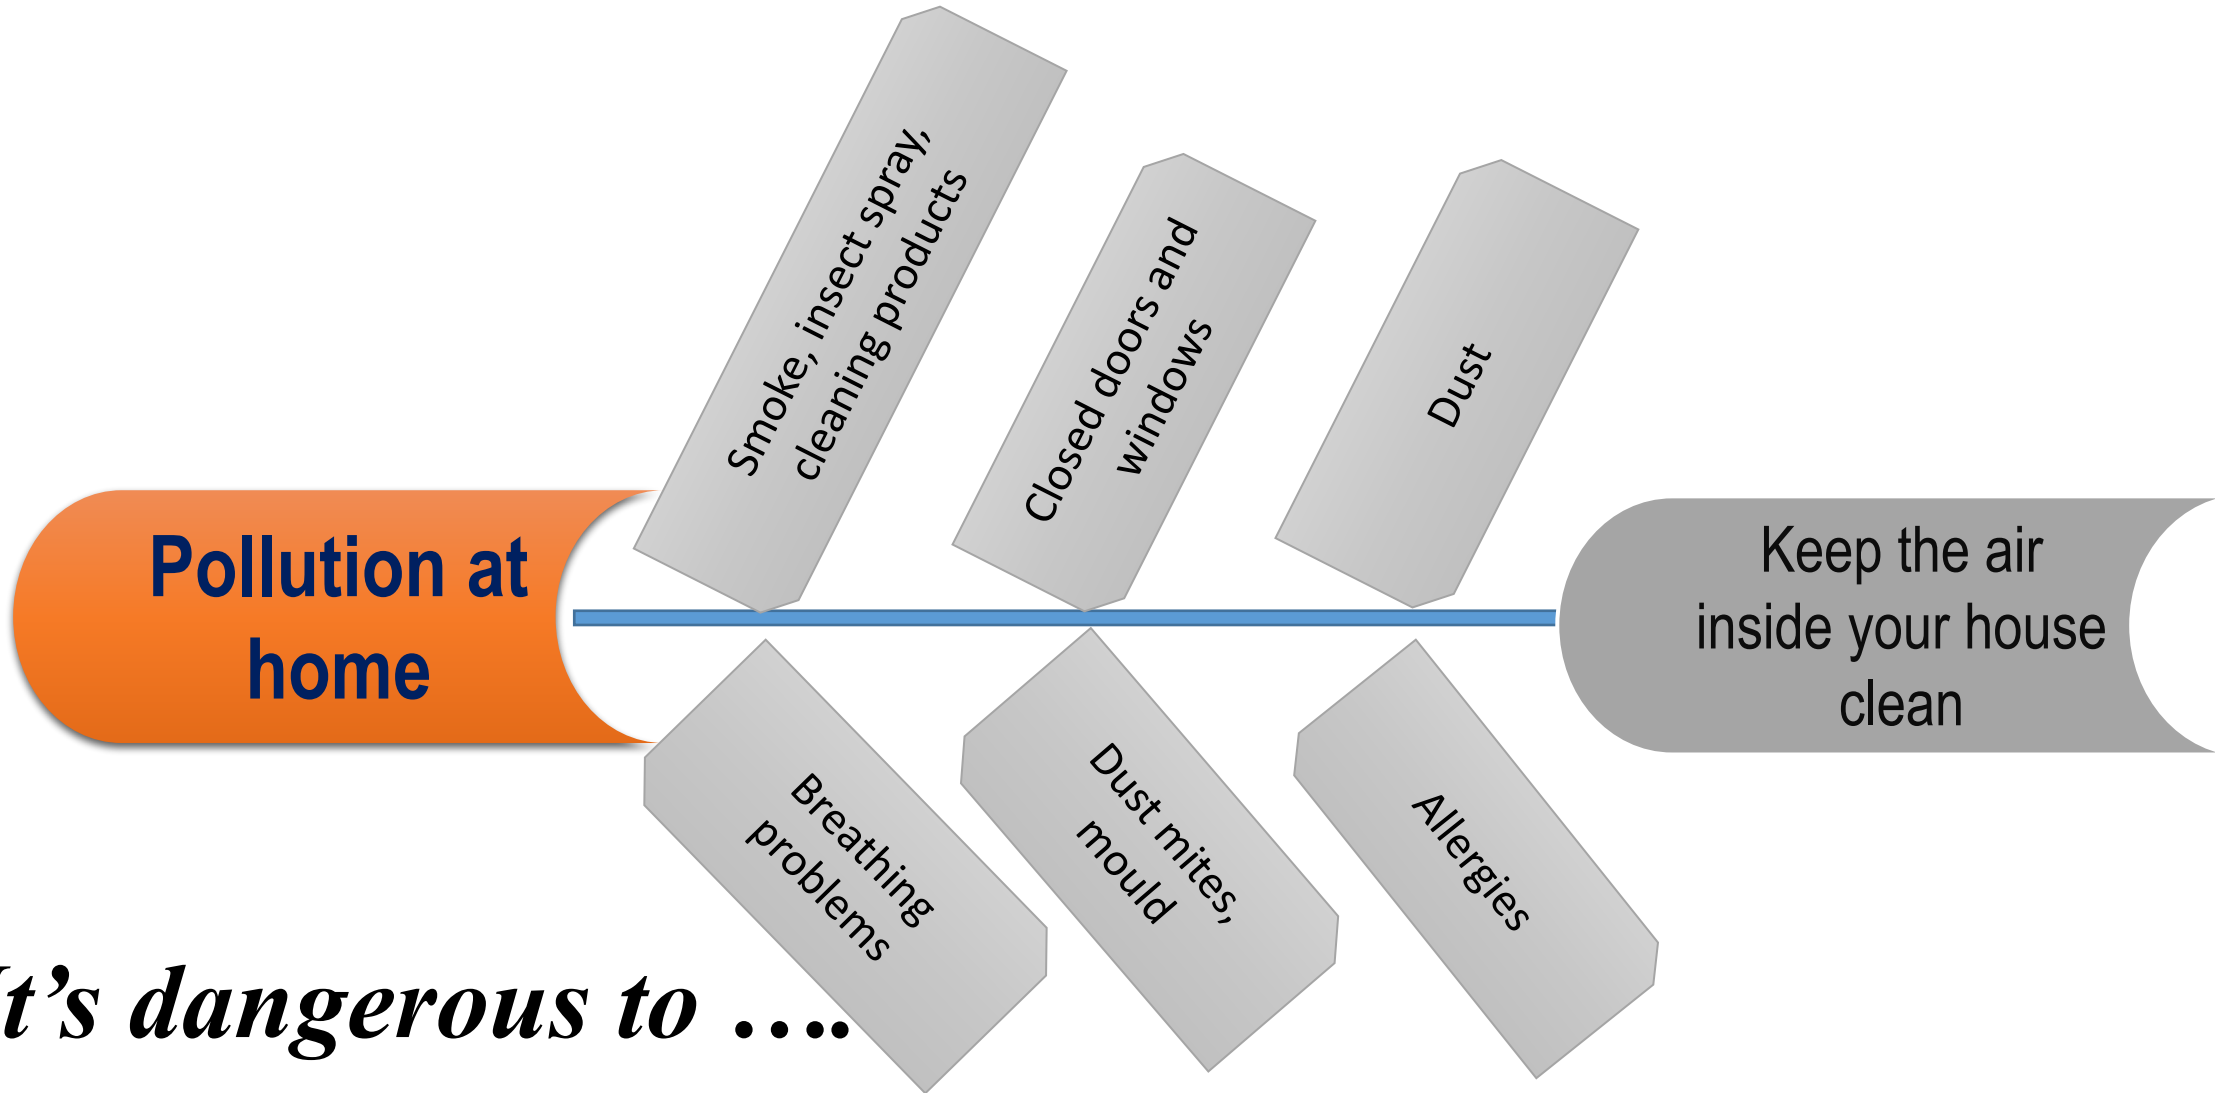 Smoke, insect spray,
cleaning products
Closed doors and
windows
Dust
Pollution at
home
Keep the air
inside your house
clean
Breathing
problems
Dust mites,
mould
Allergies
It’s dangerous to ….